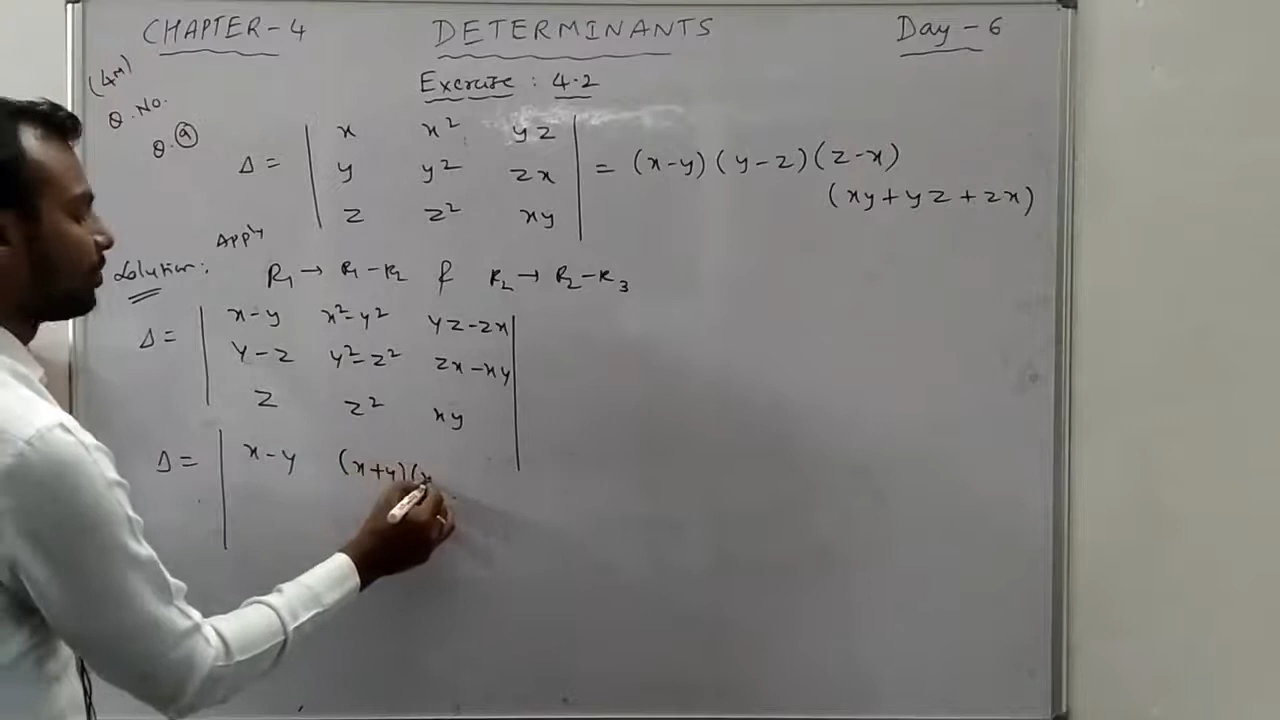 CHAPTER-4 DETERMINANTS Day-6
Exercise : 4.2
(4M)
Q.No.
Q.9
Δ = | x x² yz | = (x-y)(y-z)(z-x)
| y y² zx | (xy+yz+zx)
| z z² xy |
Apply
Solution: R₁→R₁-R₂ & R₂→R₂-R₃
Δ = | x-y x²-y² yz-zx |
| y-z y²-z² zx-xy |
| z z² xy |
Δ = | x-y (x+y)(x